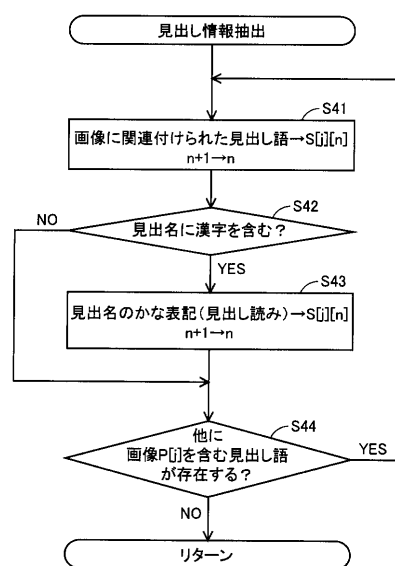 見出し情報抽出
S41
画像に関連付けられた見出し語→S[j][n]
n+1→n
S42
見出名に漢字を含む？
NO
YES
S43
見出名のかな表記(見出し読み)→S[j][n]
n+1→n
S44
他に
画像P[j]を含む見出し語
が存在する？
YES
NO
リターン